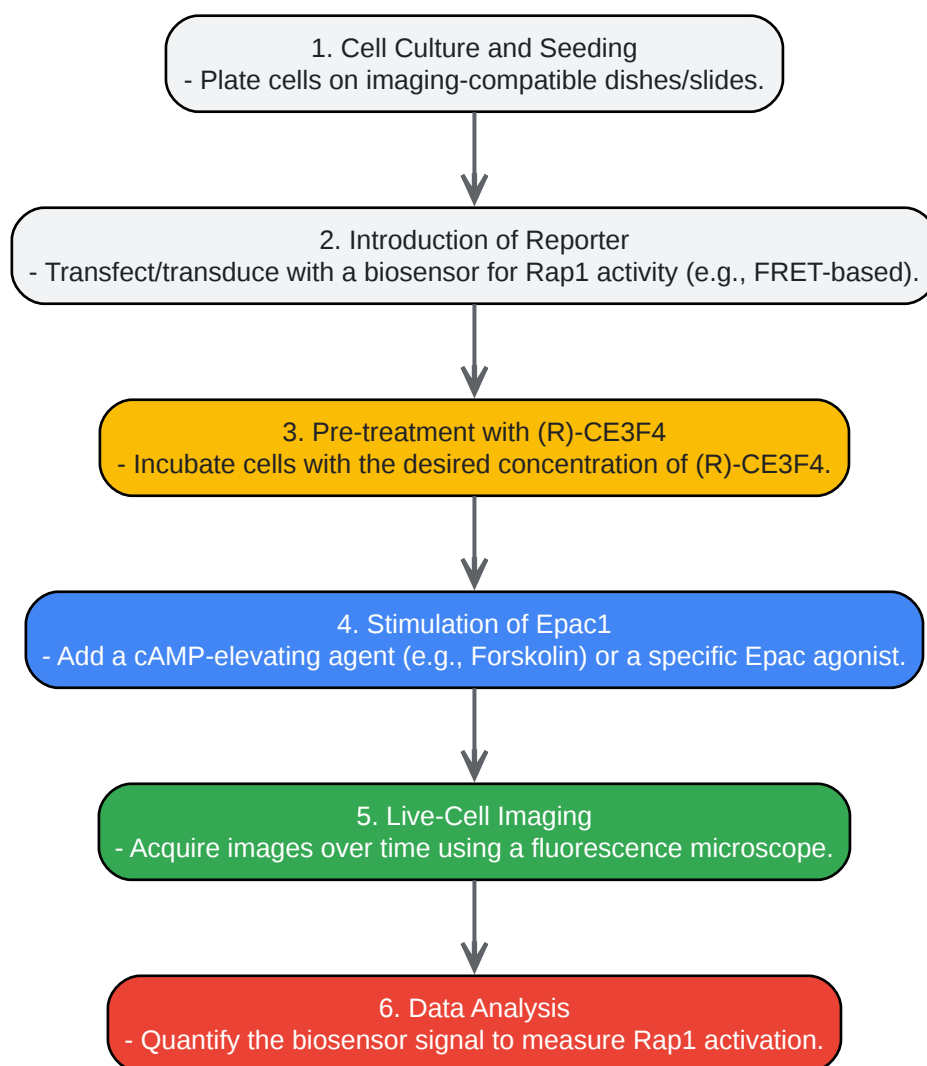 1. Cell Culture and Seeding
- Plate cells on imaging-compatible dishes/slides.
2. Introduction of Reporter
- Transfect/transduce with a biosensor for Rap1 activity (e.g., FRET-based).
3. Pre-treatment with (R)-CE3F4
- Incubate cells with the desired concentration of (R)-CE3F4.
4. Stimulation of Epac1
- Add a cAMP-elevating agent (e.g., Forskolin) or a specific Epac agonist.
5. Live-Cell Imaging
- Acquire images over time using a fluorescence microscope.
6. Data Analysis
- Quantify the biosensor signal to measure Rap1 activation.